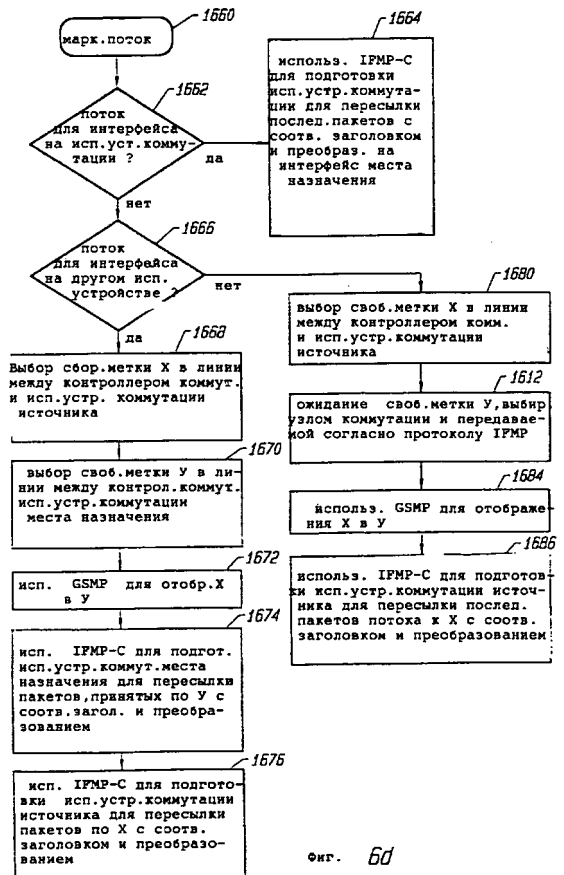 1660
марк.поток
1662
поток
для интерфейса
на исп.уст.комму-
тации ?
да
нет
1664
использ. IFMP-C
для подготовки
исп.устр.коммута-
ции для пересылки
послед.пакетов с
соотв. заголовком
и преобраз. на
интерфейс места
назначения
1666
поток
для интерфейса
на другом исп.
устройстве ?
нет
да
1668
Выбор сбор.метки X в линии
между контроллером коммут.
и исп.устр. коммутации
источника
1670
выбор своб.метки У в ли-
нии между контрол.коммут.
исп.устр.коммутации
места назначения
1672
исп. GSMP для отобр.X
в У
1674
исп. IFMP-C для подгот.
исп.устр.коммут.места
назначения для пересылки
пакетов,принятых по У с
соотв.загол. и преобра-
зованием
1676
исп. IFMP-C для подгото-
вки исп.устр.коммутации
источника для пересылки
пакетов по X с соотв.
заголовком и преобразо-
ванием
1680
выбор своб.метки X в линии
между контроллером коим.
и исп.устр.коммутации
источника
1612
ожидание своб.метки У,выбир
узлом коммутации и передавае-
мой согласно протоколу IFMP
1684
использ. GSMP для отображе-
ния X в У
1686
использ. IFMP-C для подготов-
ки исп.устр.коммутации источ-
ника для пересылки послед.
пакетов потока к X с соотв.
заголовком и преобразованием
Фиг. 6d